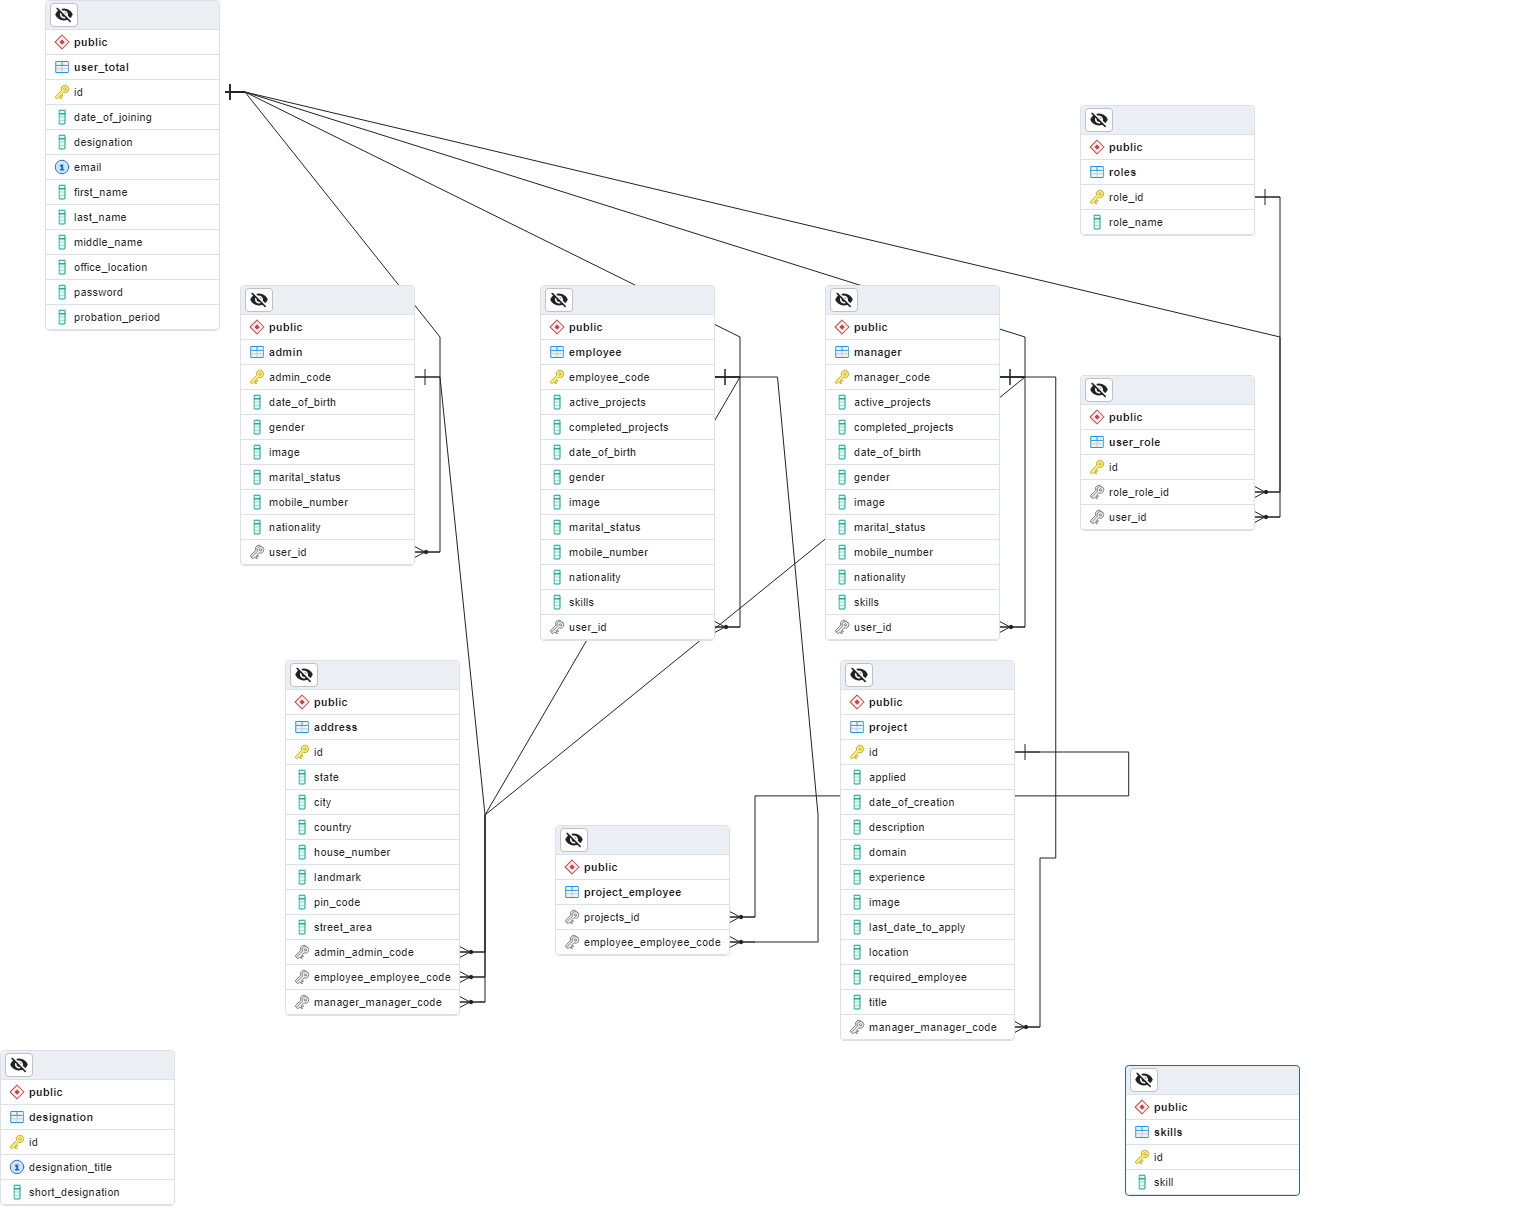 public
user_total
id
date_of_joining
designation
email
first_name
last_name
middle_name
office_location
password
probation_period
public
roles
role_id
role_name
public
admin
admin_code
date_of_birth
gender
image
marital_status
mobile_number
nationality
user_id
public
employee
employee_code
active_projects
completed_projects
date_of_birth
gender
image
marital_status
mobile_number
nationality
skills
user_id
public
manager
manager_code
active_projects
completed_projects
date_of_birth
gender
image
marital_status
mobile_number
nationality
skills
user_id
public
user_role
id
role_role_id
user_id
public
address
id
state
city
country
house_number
landmark
pin_code
street_area
admin_admin_code
employee_employee_code
manager_manager_code
public
project_employee
projects_id
employee_employee_code
public
project
id
applied
date_of_creation
description
domain
experience
image
last_date_to_apply
location
required_employee
title
manager_manager_code
public
designation
id
designation_title
short_designation
public
skills
id
skill